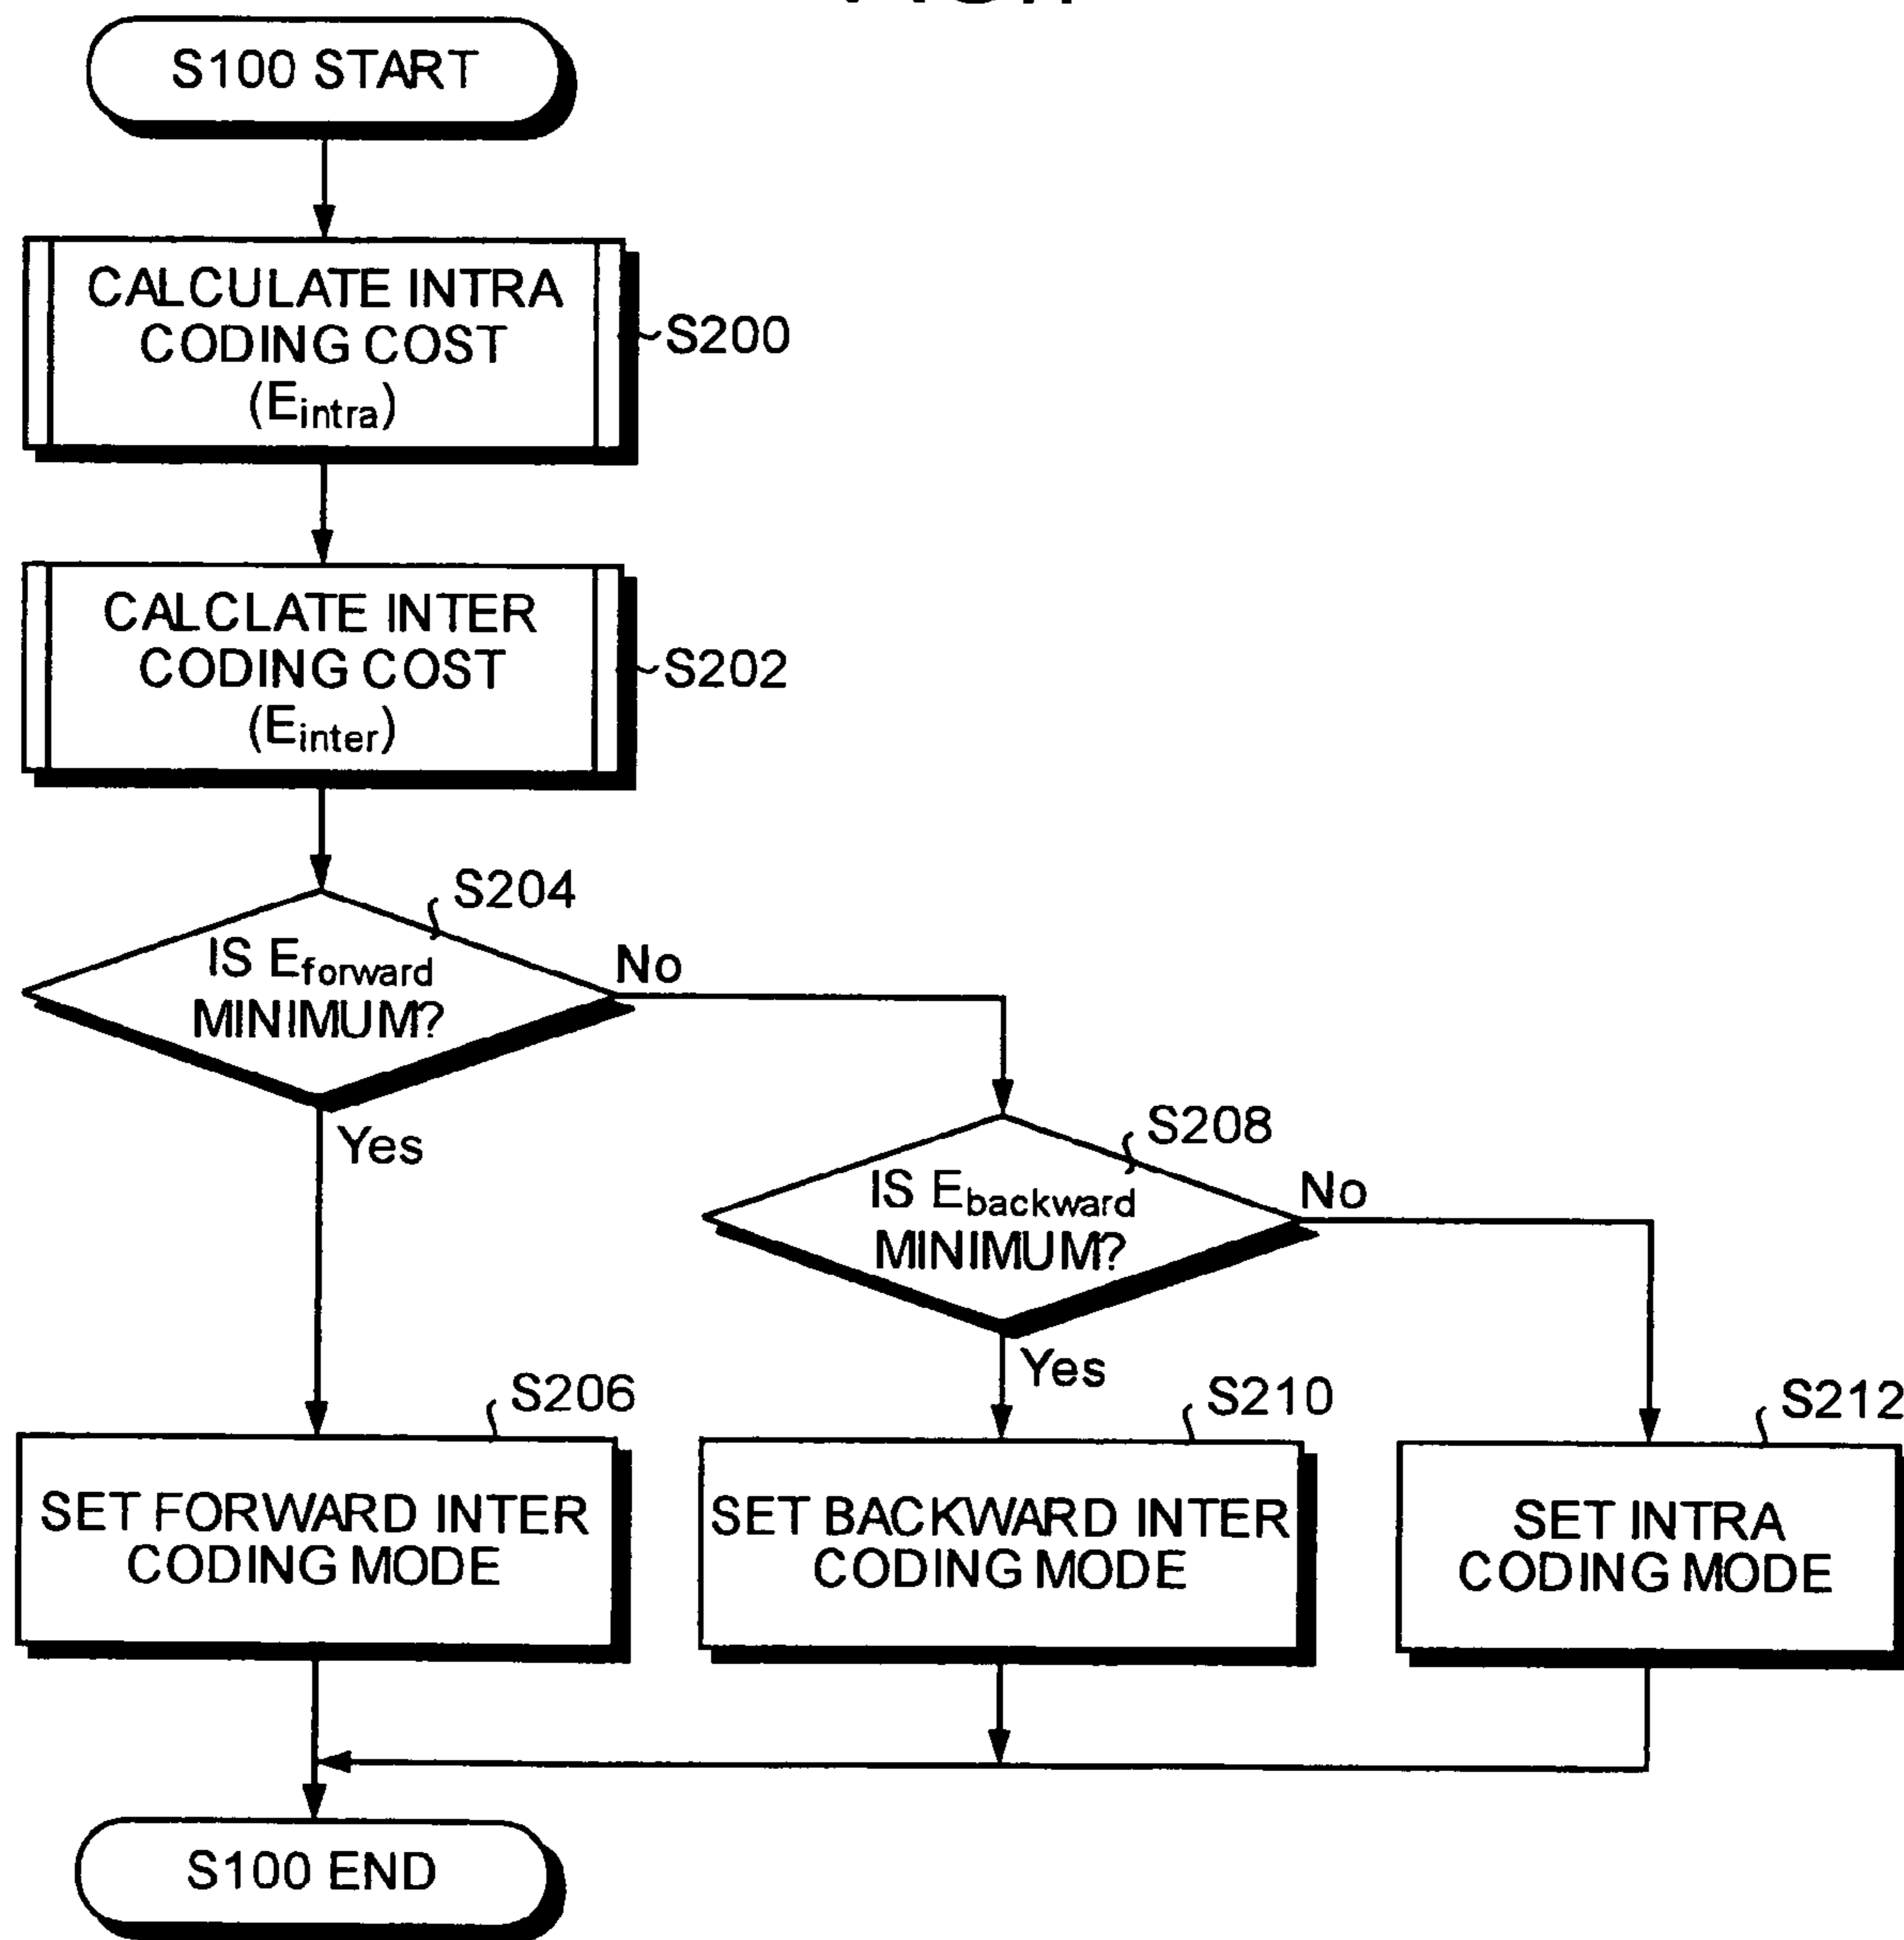 S100 START
CALCULATE INTRA
CODING COST
(Eintra)
S200
CALCLATE INTER
CODING COST
(Einter)
S202
S204
IS Eforward
MINIMUM?
No
Yes
S208
IS Ebackward
MINIMUM?
No
Yes
S206
SET FORWARD INTER
CODING MODE
S210
SET BACKWARD INTER
CODING MODE
S212
SET INTRA
CODING MODE
S100 END